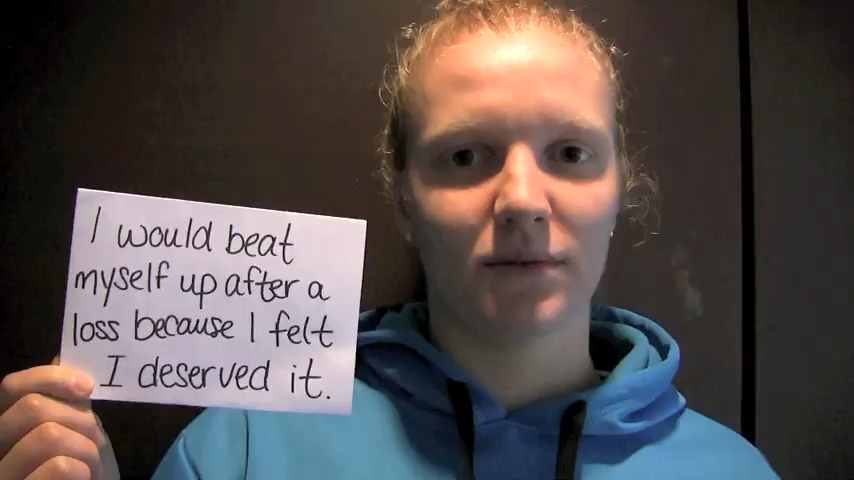 I would beat
myself up after a
loss because I felt
I deserved it.